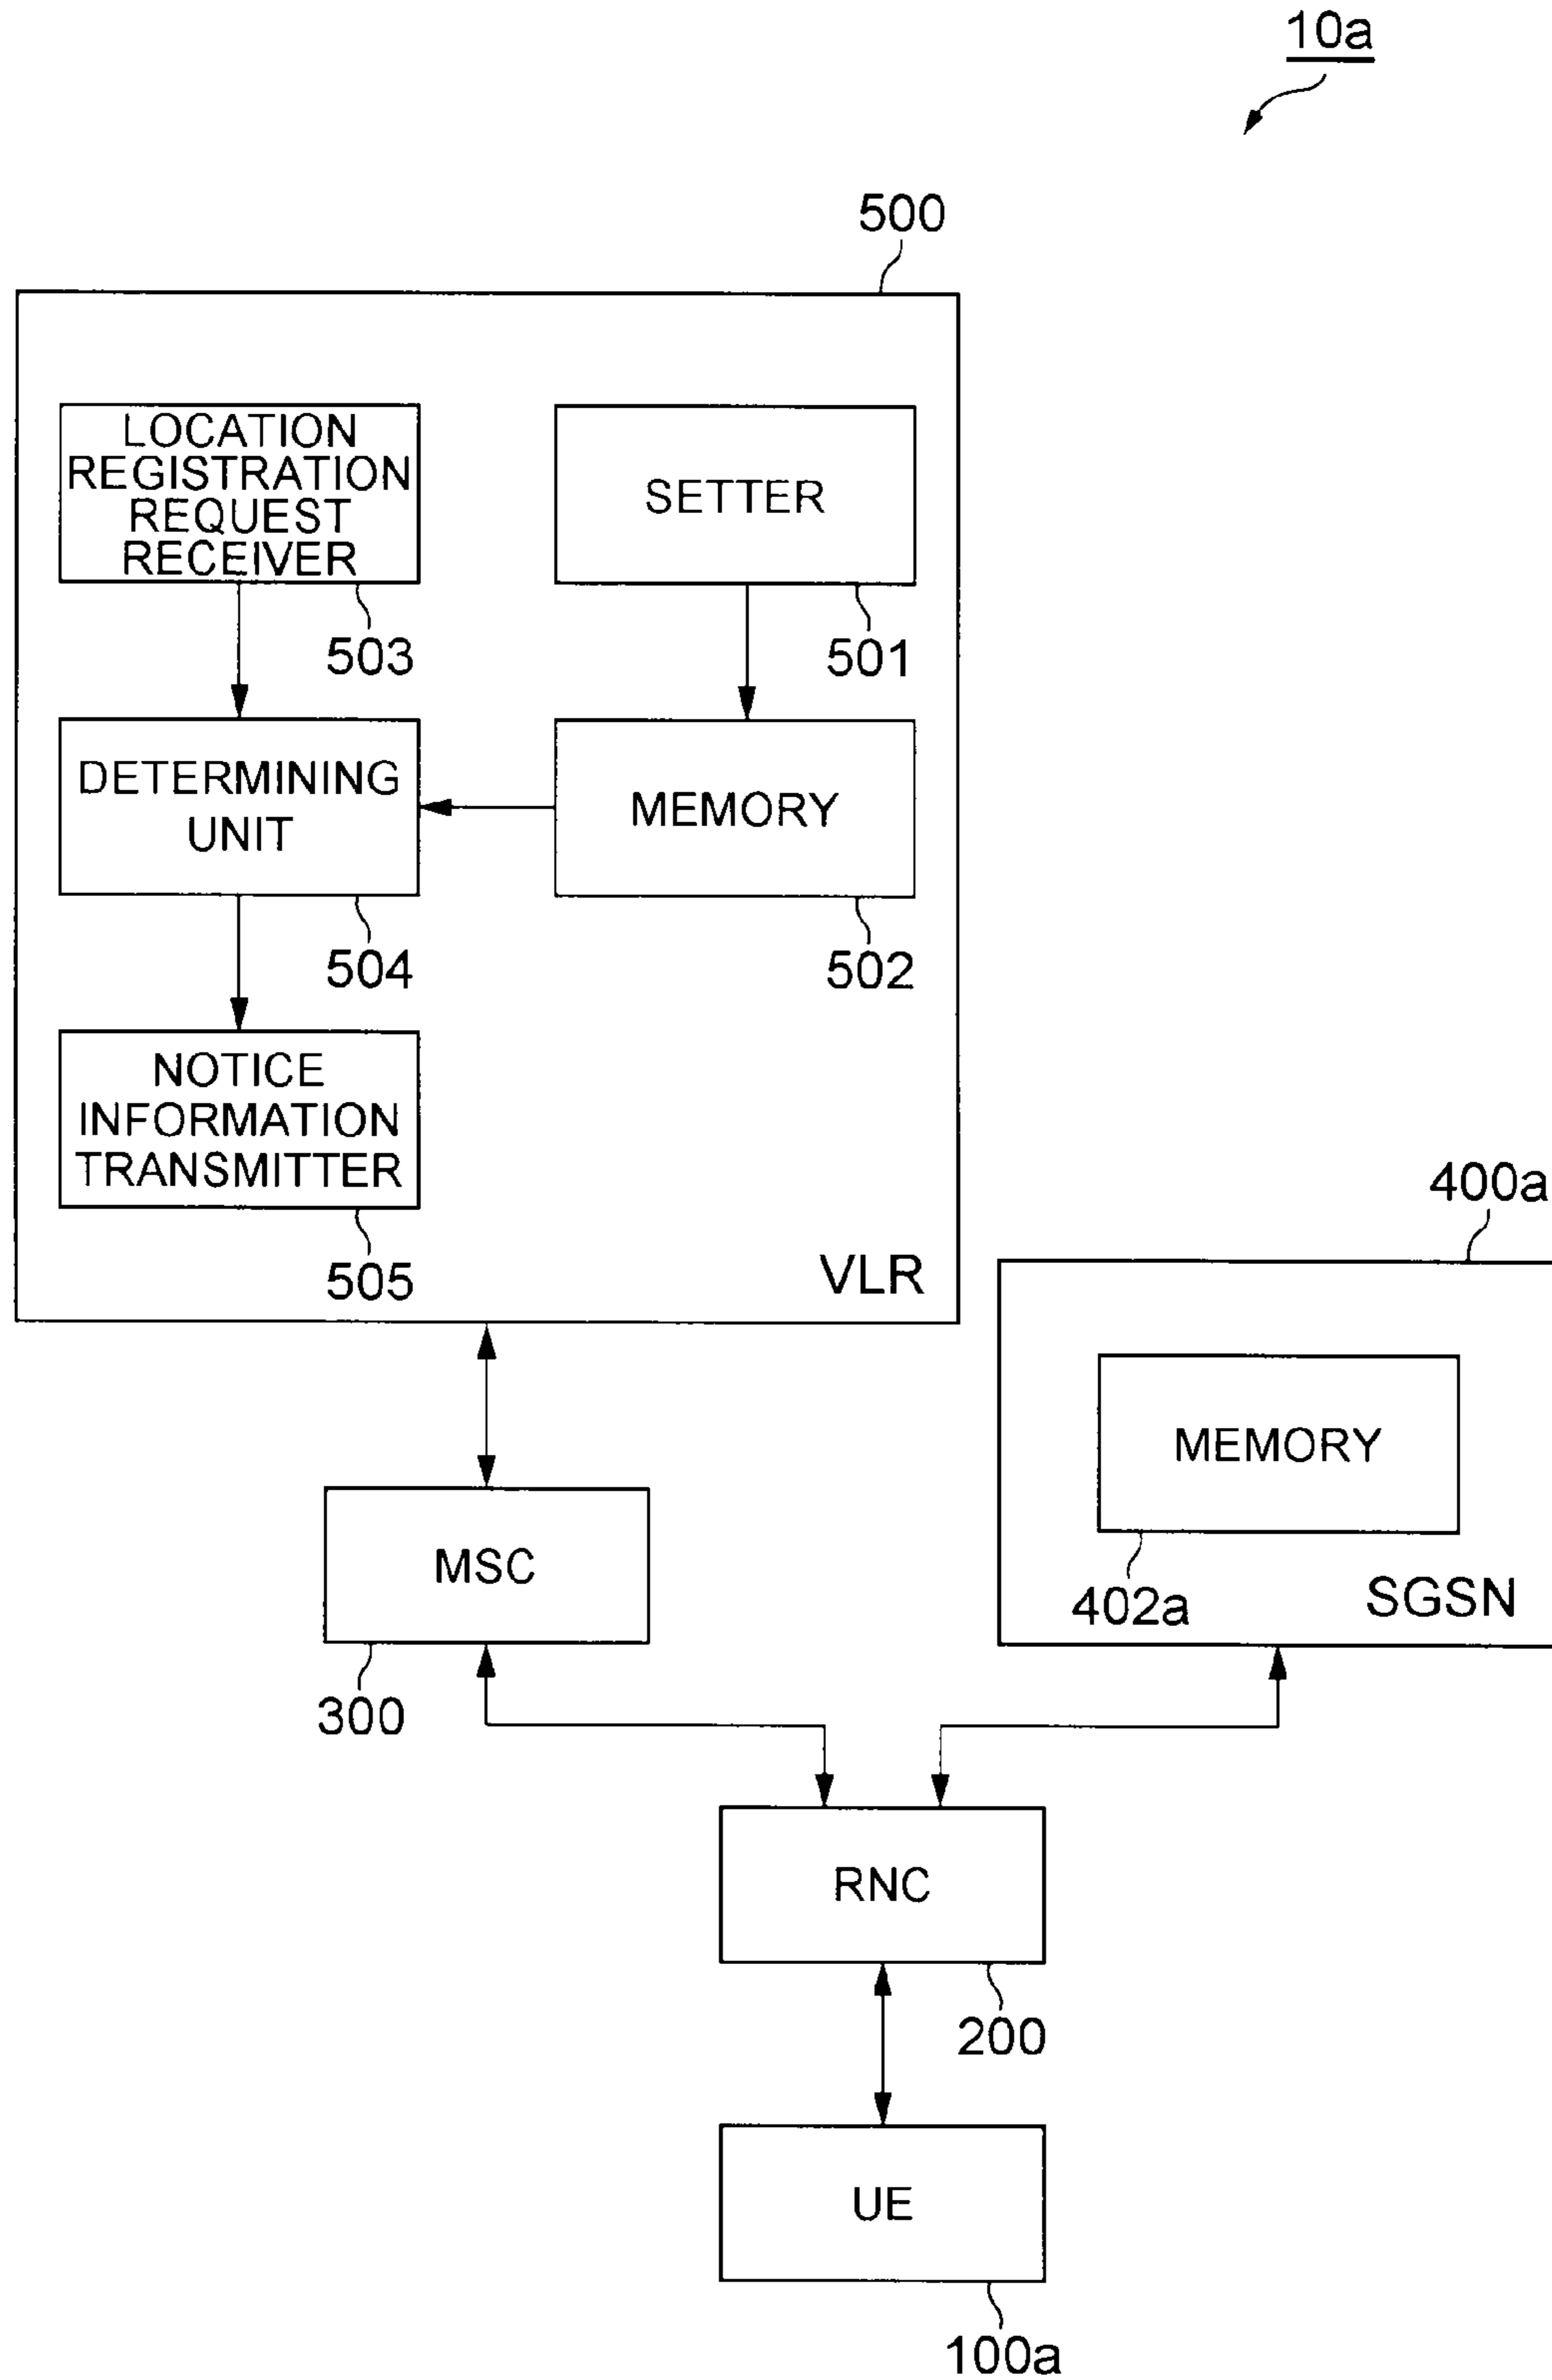 10a
500
LOCATION
REGISTRATION
REQUEST
RECEIVER
SETTER
503
501
DETERMINING
UNIT
MEMORY
504
502
NOTICE
INFORMATION
TRANSMITTER
505
VLR
400a
MEMORY
402a
SGSN
MSC
300
RNC
200
UE
100a